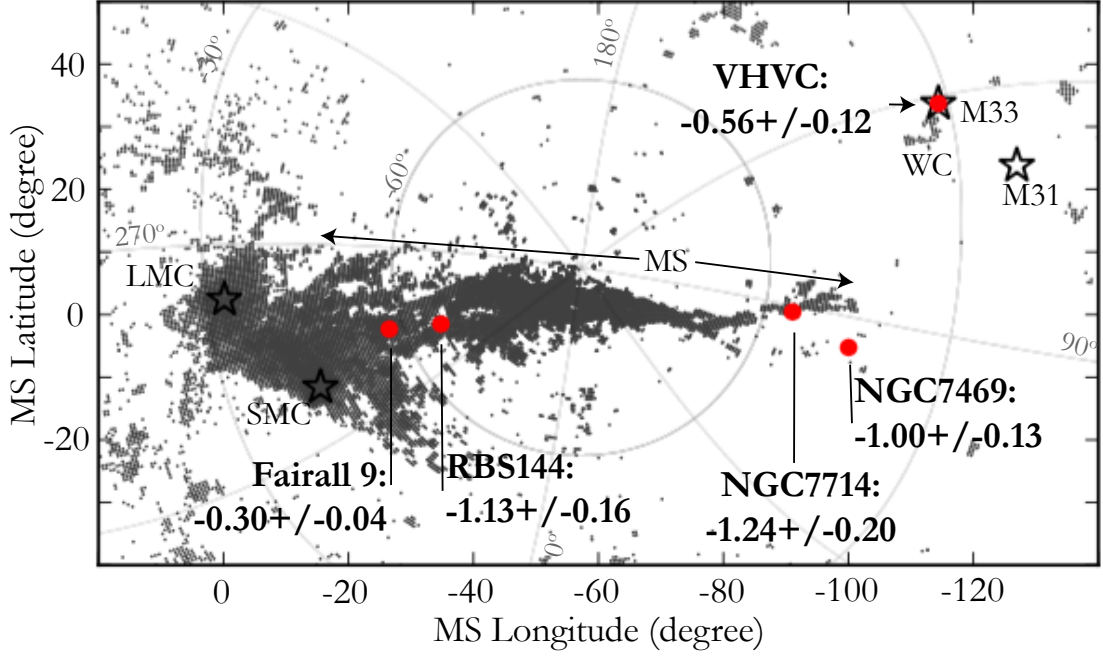 40
20
0
-20
MS Latitude (degree)
-30°
180°
VHVC:
-0.56+/-0.12
M33
WC
M31
-60°
270°
LMC
MS
90°
SMC
NGC7469:
-1.00+/-0.13
Fairall 9:
-0.30+/-0.04
RBS144:
-1.13+/-0.16
NGC7714:
-1.24+/-0.20
0°
0
-20
-40
-60
-80
-100
-120
MS Longitude (degree)